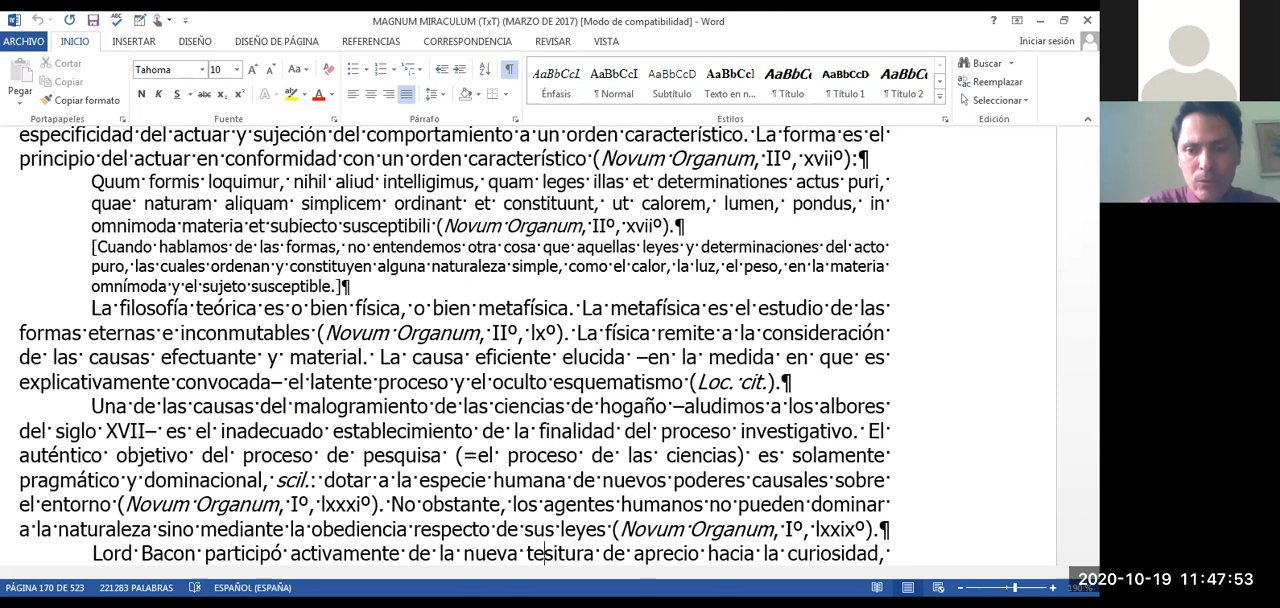 MAGNUM MIRACULUM (TxT) (MARZO DE 2017) [Modo de compatibilidad] - Word
ARCHIVO INICIO INSERTAR DISEÑO DISEÑO DE PÁGINA REFERENCIAS CORRESPONDENCIA REVISAR VISTA Iniciar sesión
Cortar
Copiar
Copiar formato
Pegar
Tahoma 10
N K S abc x₂ x²
AaBbCcI AaBbCcI AaBbCcD AaBbCcI AaBbCc AaBbCcD AaBbCc
Énfasis ¶ Normal Subtítulo Texto en n... ¶ Título ¶ Título 1 ¶ Título 2
Buscar
Reemplazar
Seleccionar
Portapapeles Fuente Párrafo Estilos Edición
especificidad del actuar y sujeción del comportamiento a un orden característico. La forma es el
principio del actuar en conformidad con un orden característico (Novum Organum, IIº, xviiº):¶
Quum formis loquimur, nihil aliud intelligimus, quam leges illas et determinationes actus puri,
quae naturam aliquam simplicem ordinant et constituunt, ut calorem, lumen, pondus, in
omnimoda materia et subiecto susceptibili (Novum Organum, IIº, xviiº).¶
[Cuando hablamos de las formas, no entendemos otra cosa que aquellas leyes y determinaciones del acto
puro, las cuales ordenan y constituyen alguna naturaleza simple, como el calor, la luz, el peso, en la materia
omnímoda y el sujeto susceptible.]¶
La filosofía teórica es o bien física, o bien metafísica. La metafísica es el estudio de las
formas eternas e inconmutables (Novum Organum, IIº, lxº). La física remite a la consideración
de las causas efectuante y material. La causa eficiente elucida –en la medida en que es
explicativamente convocada– el latente proceso y el oculto esquematismo (Loc. cit.).¶
Una de las causas del malogramiento de las ciencias de hogaño –aludimos a los albores
del siglo XVII– es el inadecuado establecimiento de la finalidad del proceso investigativo. El
auténtico objetivo del proceso de pesquisa (=el proceso de las ciencias) es solamente
pragmático y dominacional, scil.: dotar a la especie humana de nuevos poderes causales sobre
el entorno (Novum Organum, Iº, lxxxiº). No obstante, los agentes humanos no pueden dominar
a la naturaleza sino mediante la obediencia respecto de sus leyes (Novum Organum, Iº, lxxixº).¶
Lord Bacon participó activamente de la nueva tesitura de aprecio hacia la curiosidad,
PÁGINA 170 DE 523 221283 PALABRAS ESPAÑOL (ESPAÑA) 190 %
2020-10-19 11:47:53